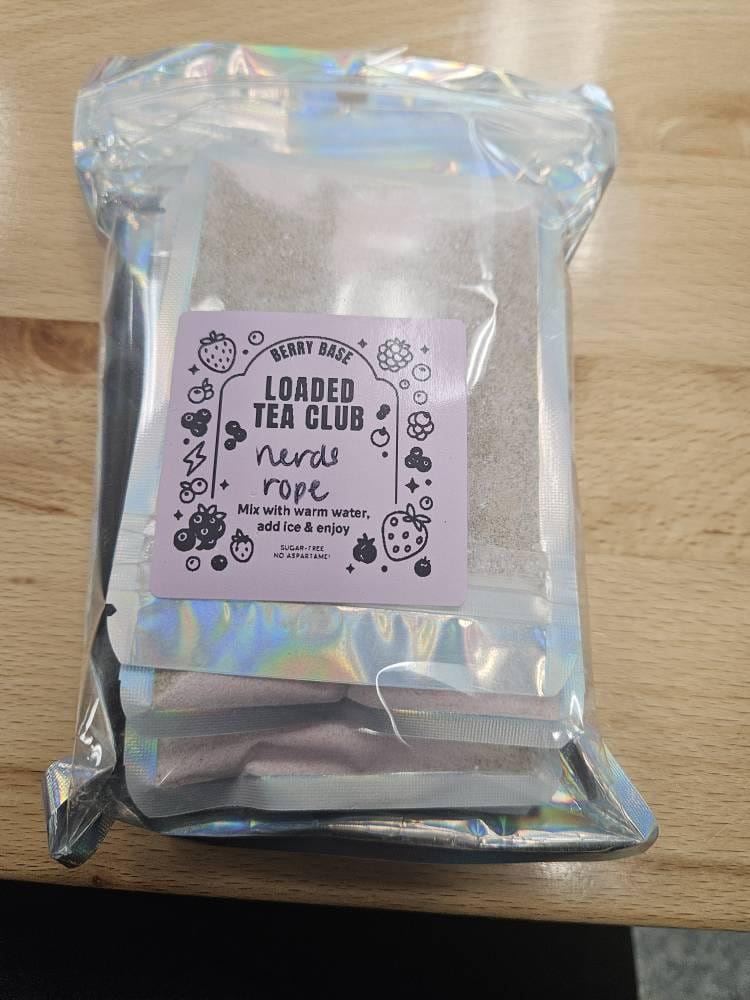 BERRY BASE
LOADED
TEA CLUB
nerds
rope
Mix with warm water,
add ice & enjoy
SUGAR-FREE
NO ASPARTAME!